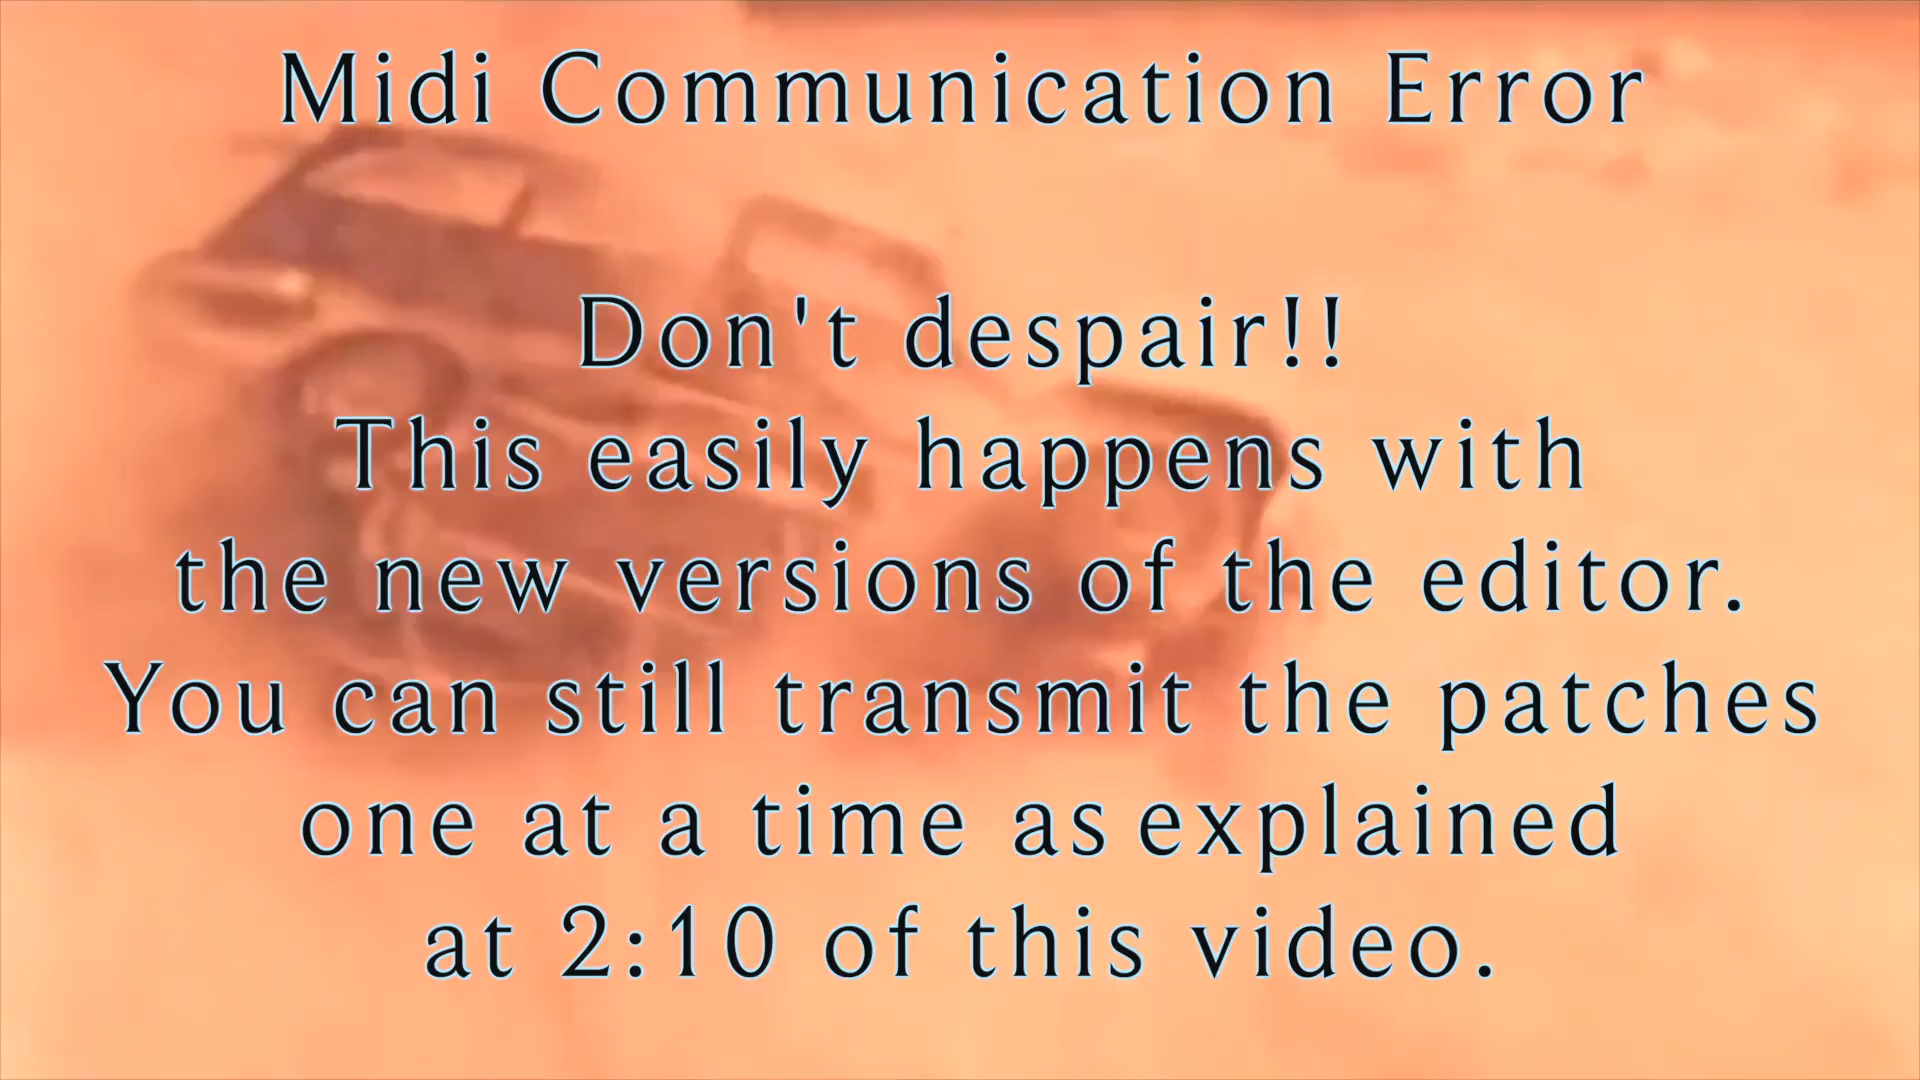 Midi Communication Error
Don't despair!!
This easily happens with
the new versions of the editor.
You can still transmit the patches
one at a time as explained
at 2:10 of this video.